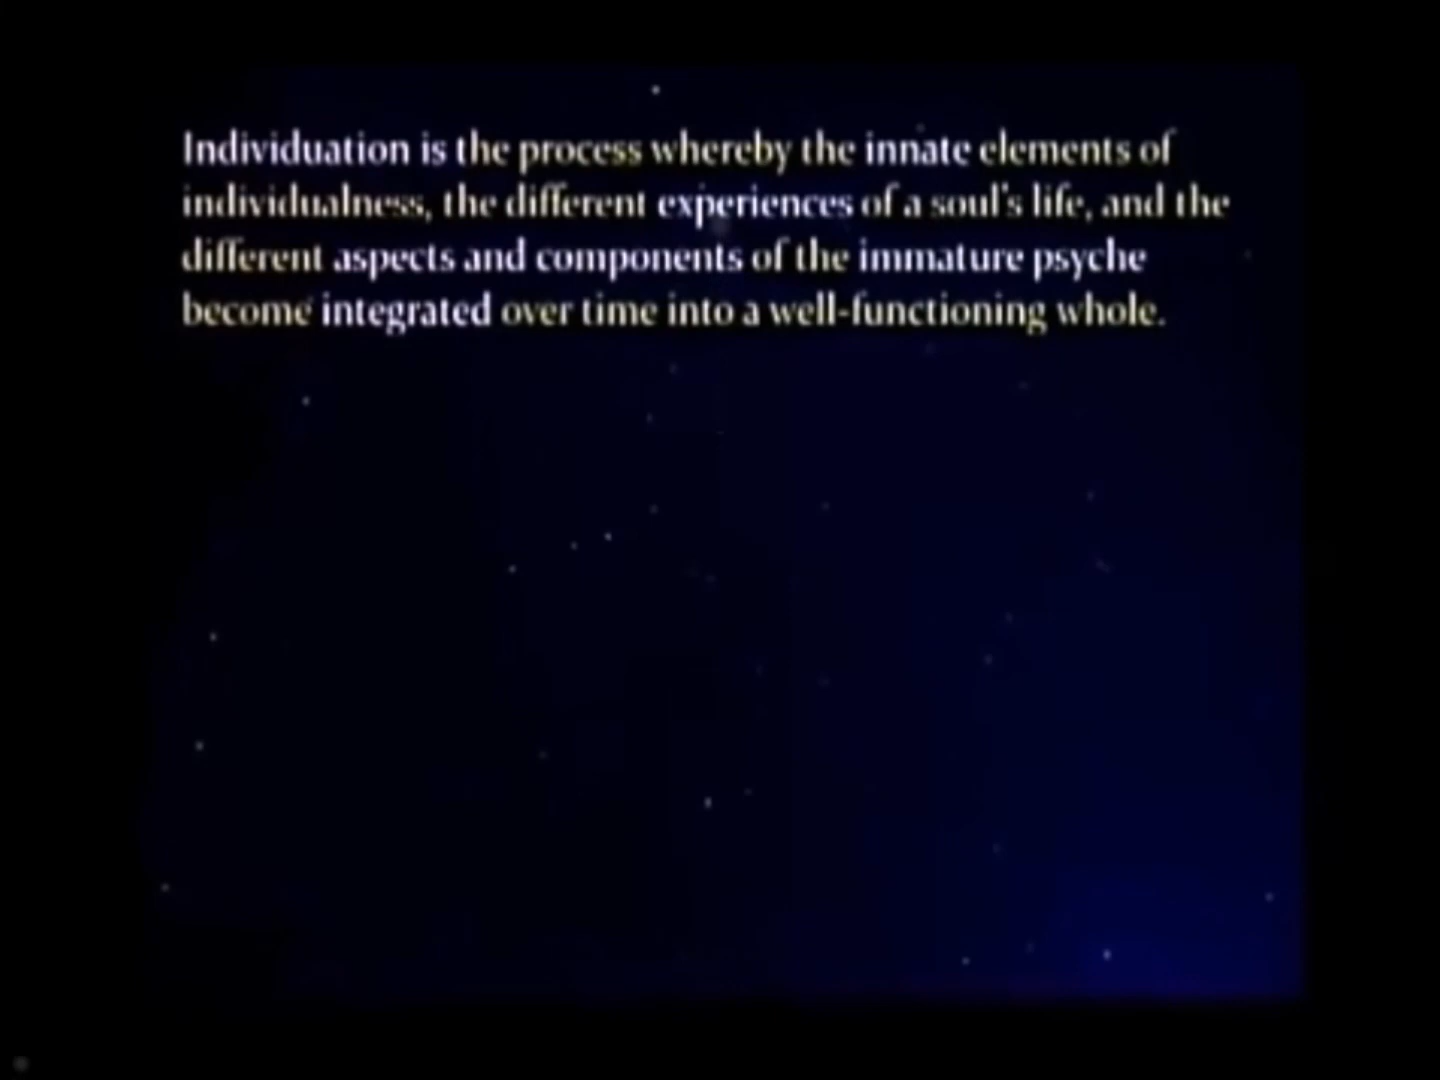 Individuation is the process whereby the innate elements of
individualness, the different experiences of a soul's life, and the
different aspects and components of the immature psyche
become integrated over time into a well-functioning whole.